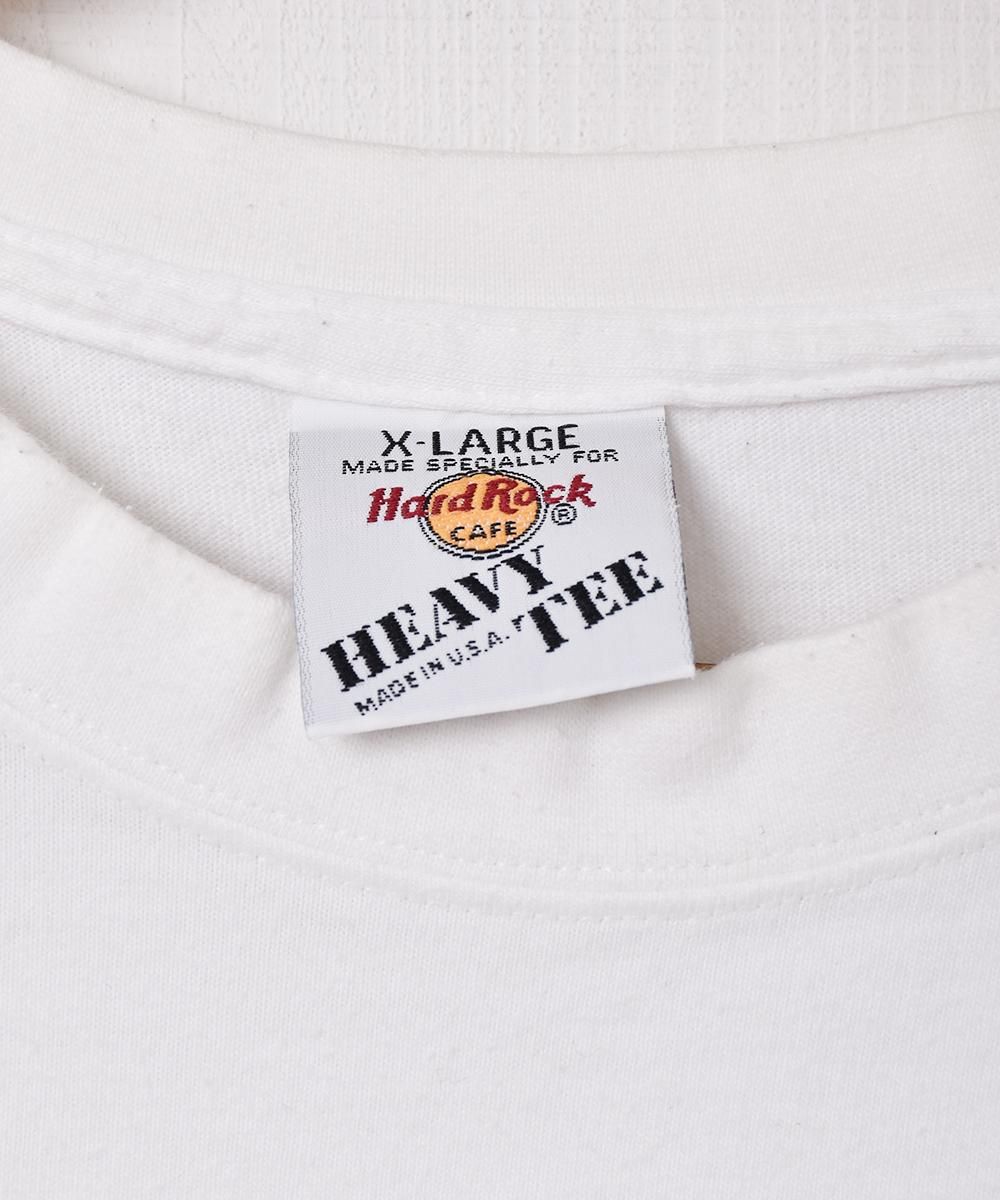 X-LARGE
MADE SPECIALLY FOR
Hard Rock
CAFE ®
HEAVY
TEE
MADE IN U.S.A.